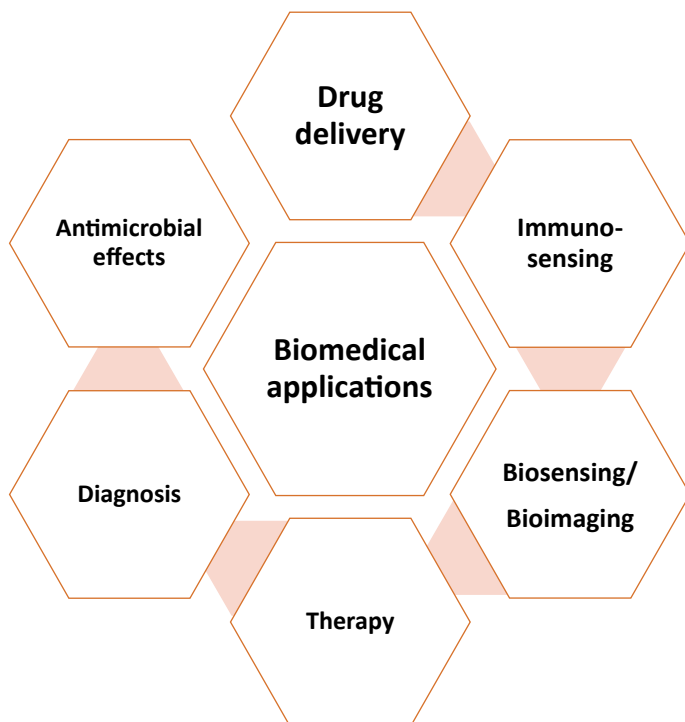 Drug
delivery
Antimicrobial
effects
Immuno-
sensing
Biomedical
applications
Diagnosis
Biosensing/
Bioimaging
Therapy